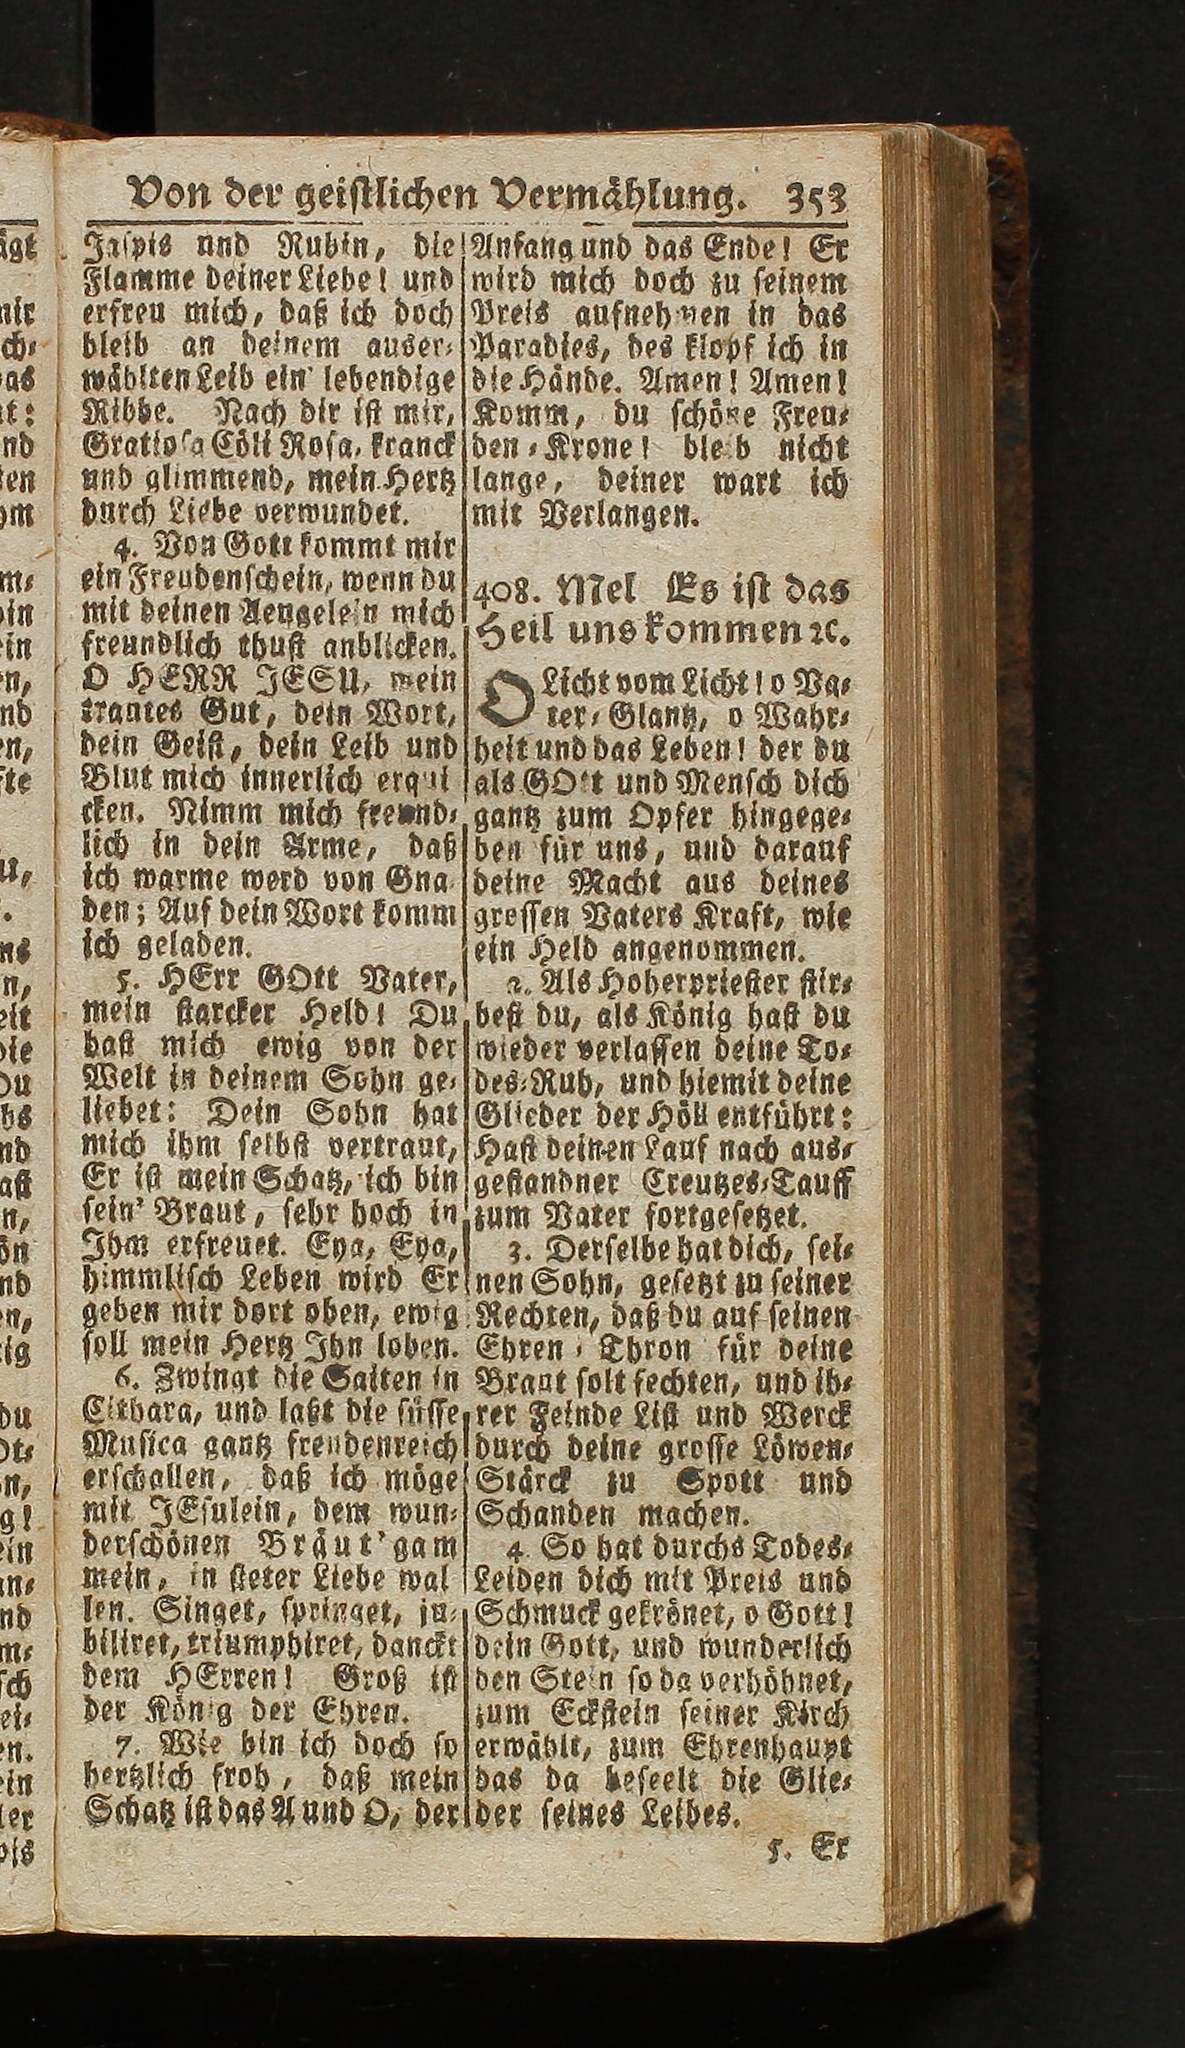 Von der geistlichen Vermählung. 353
Jaspis und Rubin, die
Flamme deiner Liebe! und
erfreu mich, daß ich doch
bleib an deinem auser-
wählten Leib ein' lebendige
Ribbe. Nach dir ist mir,
Gratiosa Cöli Rosa, kranck
und glimmend, mein Hertz
durch Liebe verwundet.
4. Von Gott kommt mir
ein Freudenschein, wenn du
mit deinen Aeugelein mich
freundlich thust anblicken.
O HERR JESU, mein
trautes Gut, dein Wort,
dein Geist, dein Leib und
Blut mich innerlich erqui
cken. Nimm mich freund-
lich in dein Arme, daß
ich warme werd von Gna
den; Auf dein Wort komm
ich geladen.
5. HErr GOtt Vater,
mein starcker Held! Du
hast mich ewig von der
Welt in deinem Sohn ge-
liebet: Dein Sohn hat
mich ihm selbst vertraut,
Er ist mein Schatz, ich bin
sein' Braut, sehr hoch in
Ihm erfreuet. Eya, Eya,
himmlisch Leben wird Er
geben mir dort oben, ewig
soll mein Hertz Ihn loben.
6. Zwingt die Saiten in
Cithara, und laßt die süsse
Musica gantz freudenreich
erschallen, daß ich möge
mit JEsulein, dem wun-
derschönen Bräut'gam
mein, in steter Liebe wal
len. Singet, springet, ju-
biliret, triumphiret, danckt
dem HErren! Groß ist
der König der Ehren.
7. Wie bin ich doch so
hertzlich froh, daß mein
Schatz ist das A und O, der
Anfang und das Ende! Er
wird mich doch zu seinem
Preis aufnehmen in das
Paradies, des klopf ich in
die Hände. Amen! Amen!
Komm, du schöne Freu-
den-Krone! bleib nicht
lange, deiner wart ich
mit Verlangen.
408. Mel Es ist das
Heil uns kommen ꝛc.
O Licht vom Licht! o Va-
ter-Glantz, o Wahr-
heit und das Leben! der du
als GOtt und Mensch dich
gantz zum Opfer hingege-
ben für uns, und darauf
deine Macht aus deines
grossen Vaters Kraft, wie
ein Held angenommen.
2. Als Hoherpriester stir-
best du, als König hast du
wieder verlassen deine To-
des-Ruh, und hiemit deine
Glieder der Höll entführt:
Hast deinen Lauf nach aus-
gestandner Creutzes-Tauff
zum Vater fortgesetzet.
3. Derselbe hat dich, sei-
nen Sohn, gesetzt zu seiner
Rechten, daß du auf seinen
Ehren-Thron für deine
Braut solt fechten, und ih-
rer Feinde List und Werck
durch deine grosse Löwen-
Stärck zu Spott und
Schanden machen.
4 So hat durchs Todes-
Leiden dich mit Preis und
Schmuck gekrönet, o Gott!
dein Gott, und wunderlich
den Stein so da verhöhnet,
zum Eckstein seiner Kirch
erwählt, zum Ehrenhaupt
das da beseelt die Glie-
der seines Leibes.
5. Er